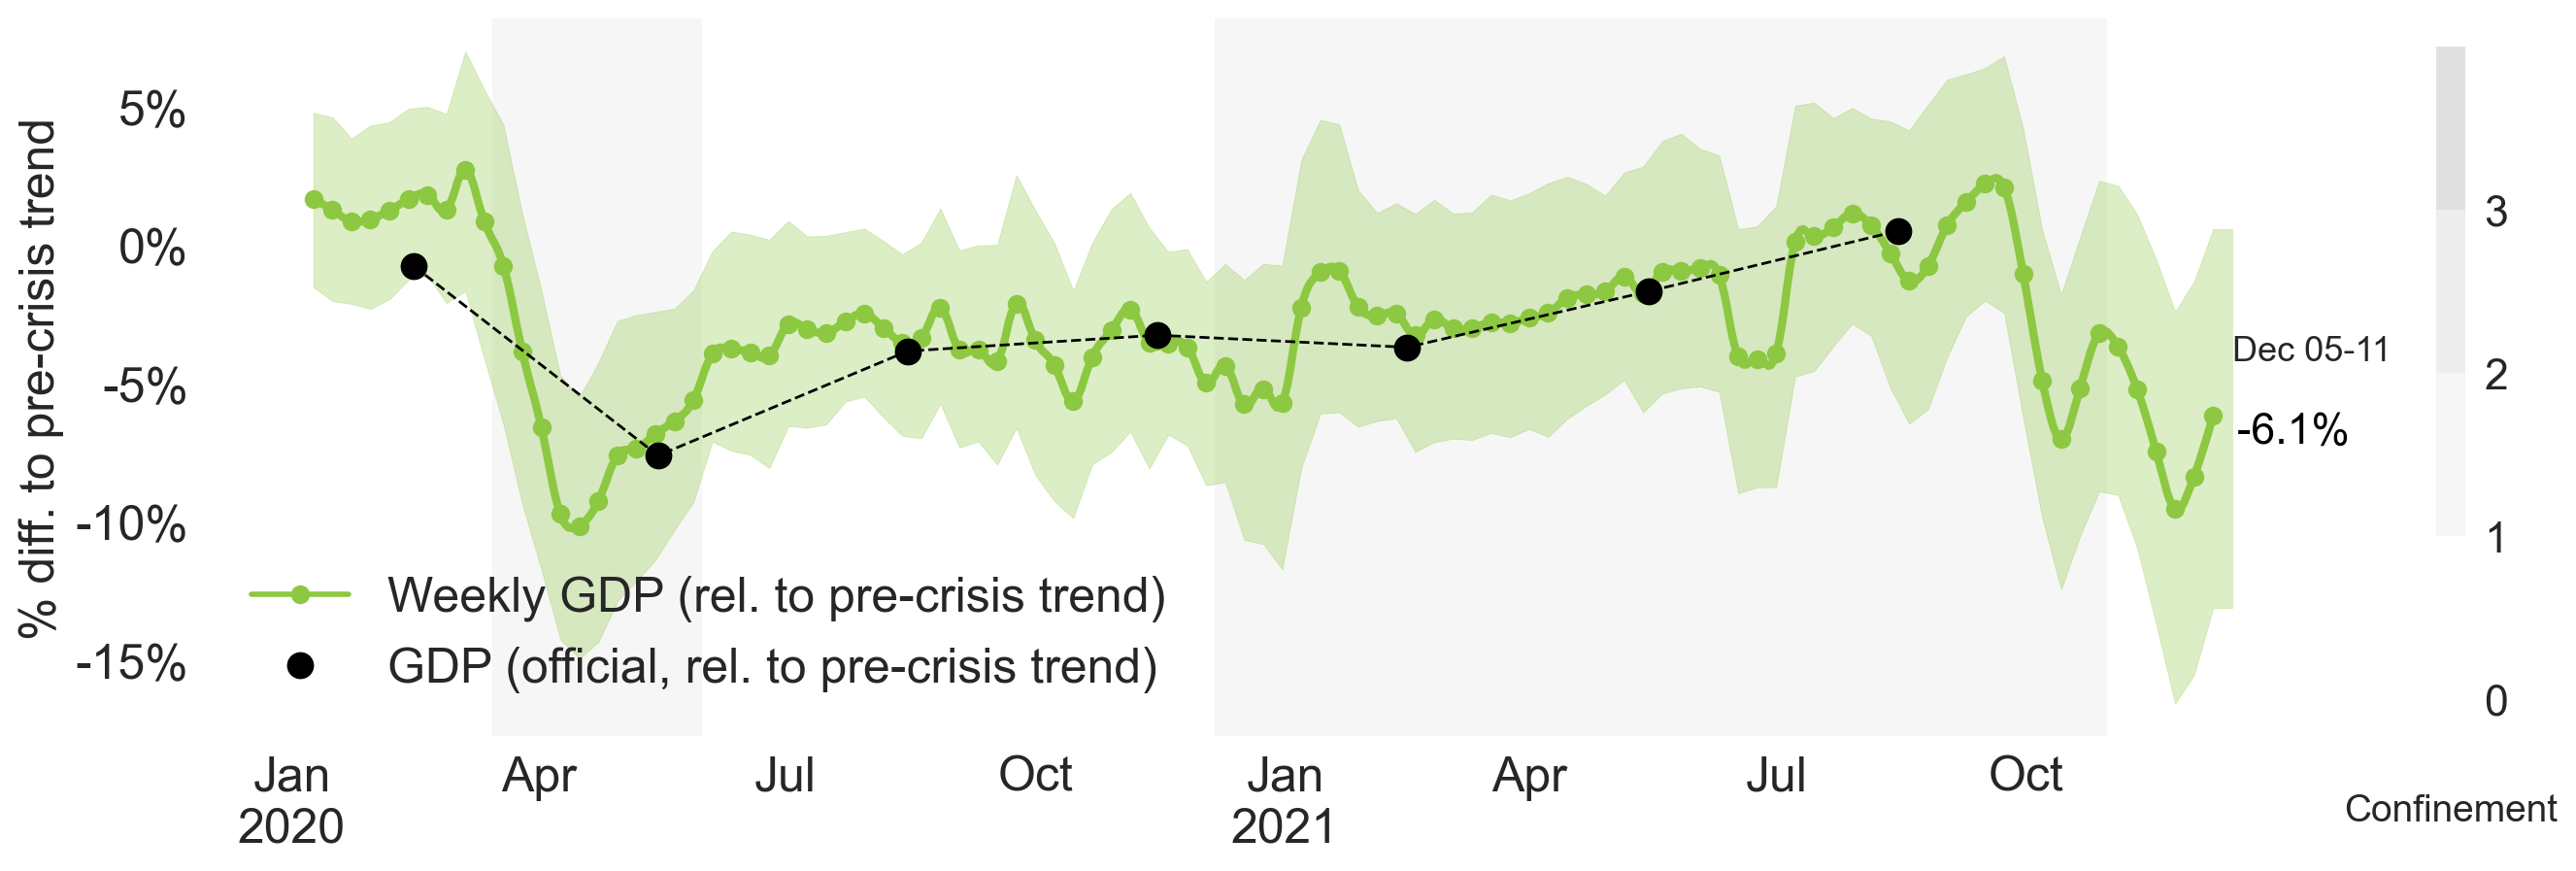 % diff. to pre-crisis trend
5%
0%
-5%
-10%
-15%
Weekly GDP (rel. to pre-crisis trend)
GDP (official, rel. to pre-crisis trend)
Dec 05-11
-6.1%
Jan Apr Jul Oct Jan Apr Jul Oct
2020 2021
3
2
1
0
Confinement